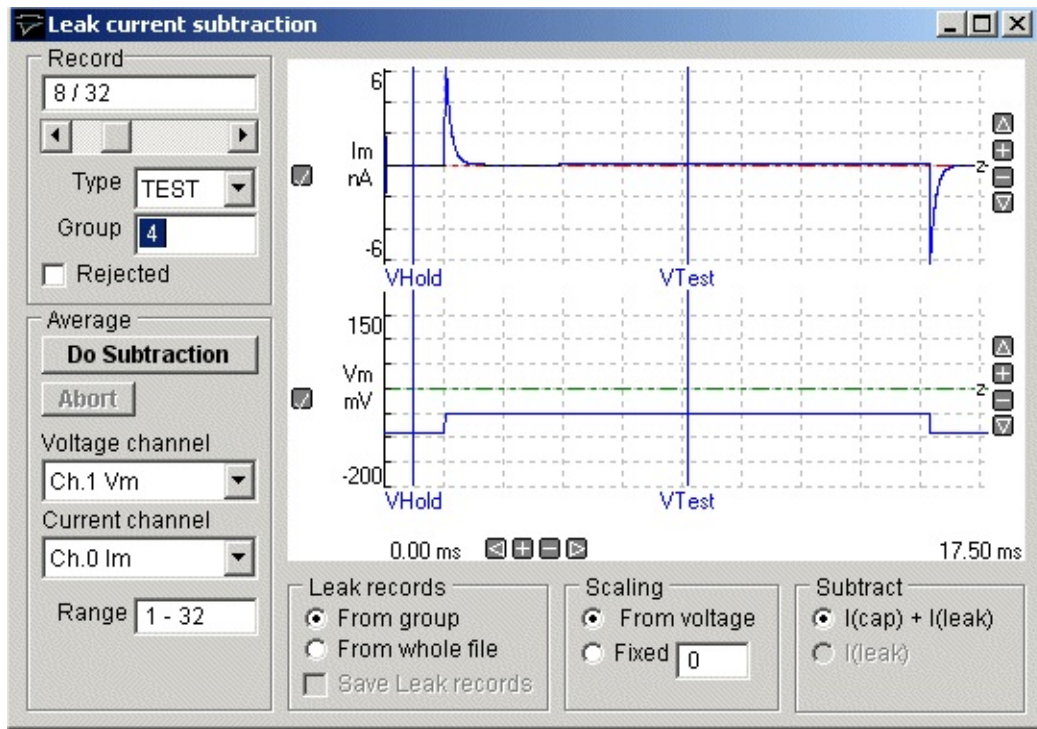 Leak current subtraction
Record
8 / 32
Type TEST
Group 4
Rejected
Average
Do Subtraction
Abort
Voltage channel
Ch.1 Vm
Current channel
Ch.0 Im
Range 1 - 32
6
Im
nA
-6
z
VHold VTest
150
Vm
mV
-200
z
VHold VTest
0.00 ms 17.50 ms
Leak records
From group
From whole file
Save Leak records
Scaling
From voltage
Fixed 0
Subtract
I(cap) + I(leak)
I(leak)